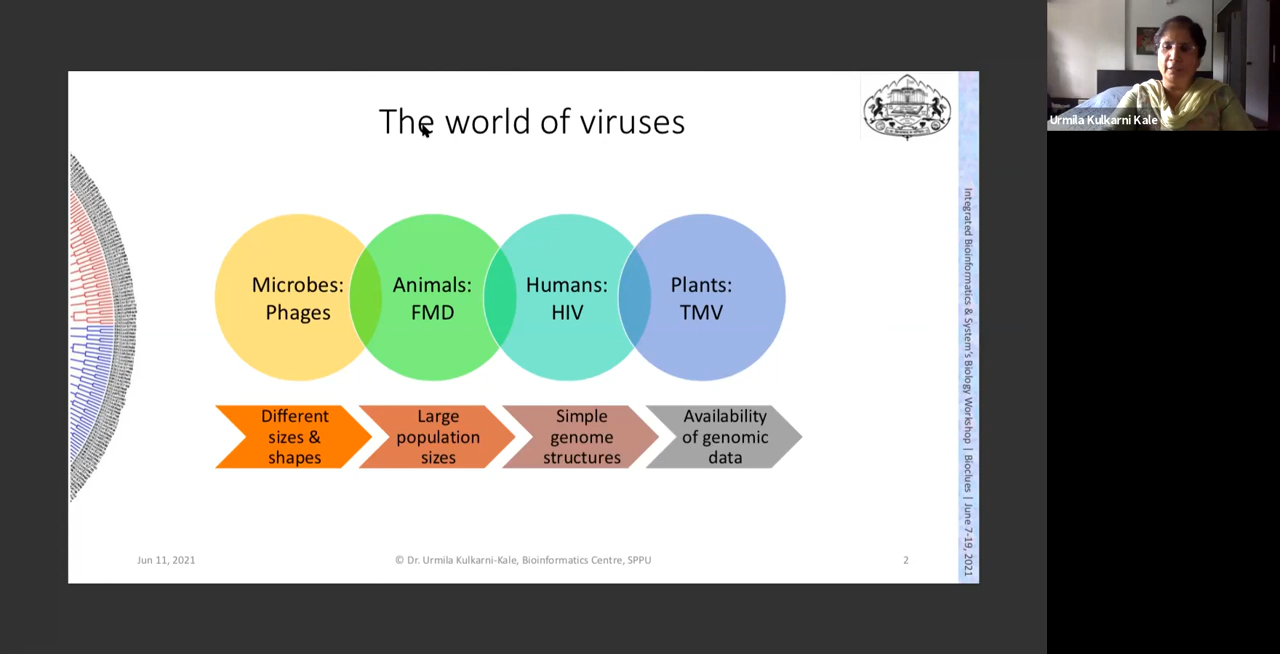 The world of viruses
Microbes:
Phages
Animals:
FMD
Humans:
HIV
Plants:
TMV
Different
sizes &
shapes
Large
population
sizes
Simple
genome
structures
Availability
of genomic
data
Jun 11, 2021
© Dr. Urmila Kulkarni-Kale, Bioinformatics Centre, SPPU
2
Integrated Bioinformatics & System's Biology Workshop | Bioclues | June 7-19, 2021
Urmila Kulkarni Kale